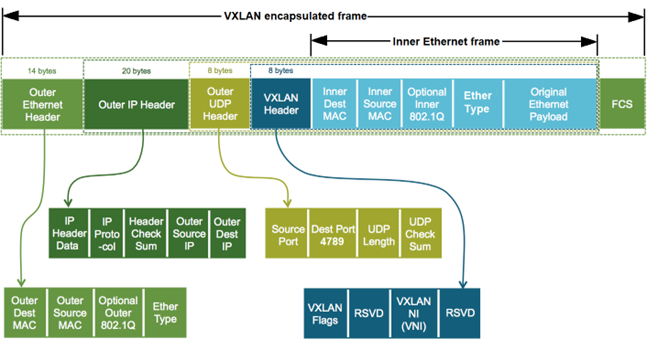 VXLAN encapsulated frame
Inner Ethernet frame
14 bytes
20 bytes
8 bytes
8 bytes
Outer
Ethernet
Header
Outer IP Header
Outer
UDP
Header
VXLAN
Header
Inner
Dest
MAC
Inner
Source
MAC
Optional
Inner
802.1Q
Ether
Type
Original
Ethernet
Payload
FCS
IP
Header
Data
IP
Proto
-col
Header
Check
Sum
Outer
Source
IP
Outer
Dest
IP
Source
Port
Dest Port
4789
UDP
Length
UDP
Check
Sum
Outer
Dest
MAC
Outer
Source
MAC
Optional
Outer
802.1Q
Ether
Type
VXLAN
Flags
RSVD
VXLAN
NI
(VNI)
RSVD